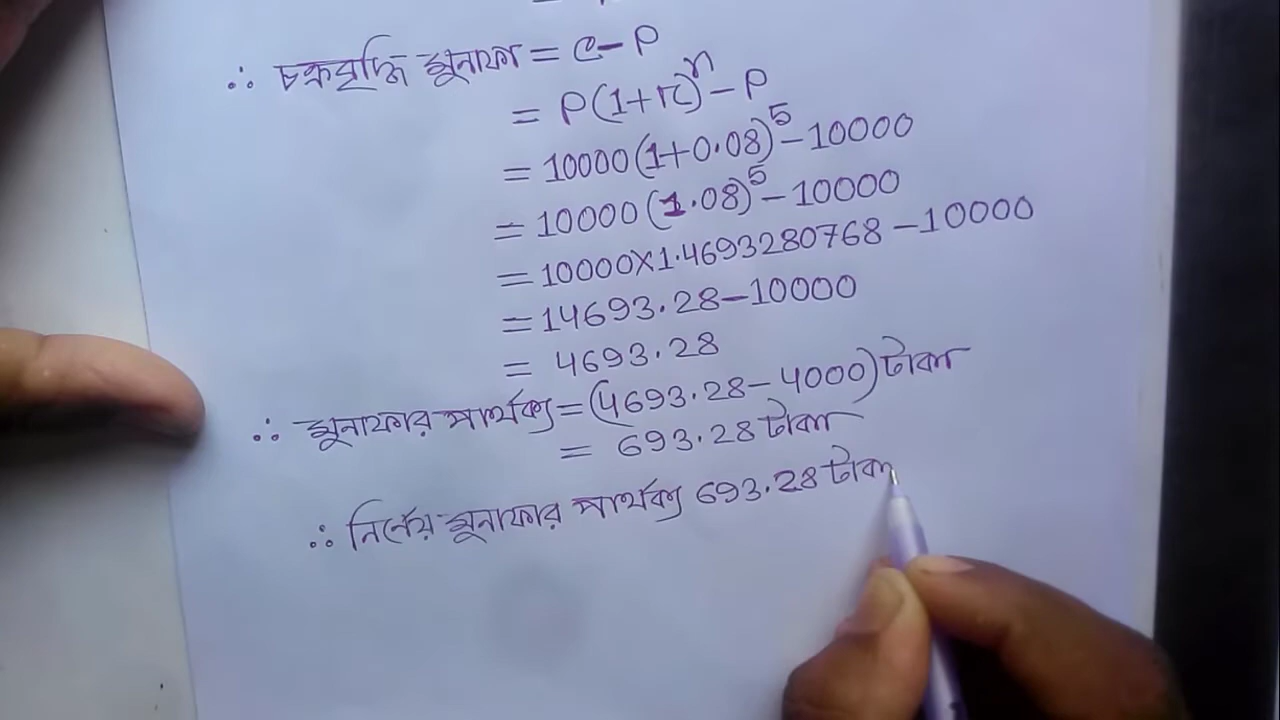 ∴ চক্রবৃদ্ধি মুনাফা = C - P
= P(1+r)ⁿ - P
= 10000(1+0.08)⁵ - 10000
= 10000(1.08)⁵ - 10000
= 10000×1.4693280768 - 10000
= 14693.28 - 10000
= 4693.28
∴ মুনাফার পার্থক্য = (4693.28 - 4000) টাকা
= 693.28 টাকা
∴ নির্ণেয় মুনাফার পার্থক্য 693.28 টাকা